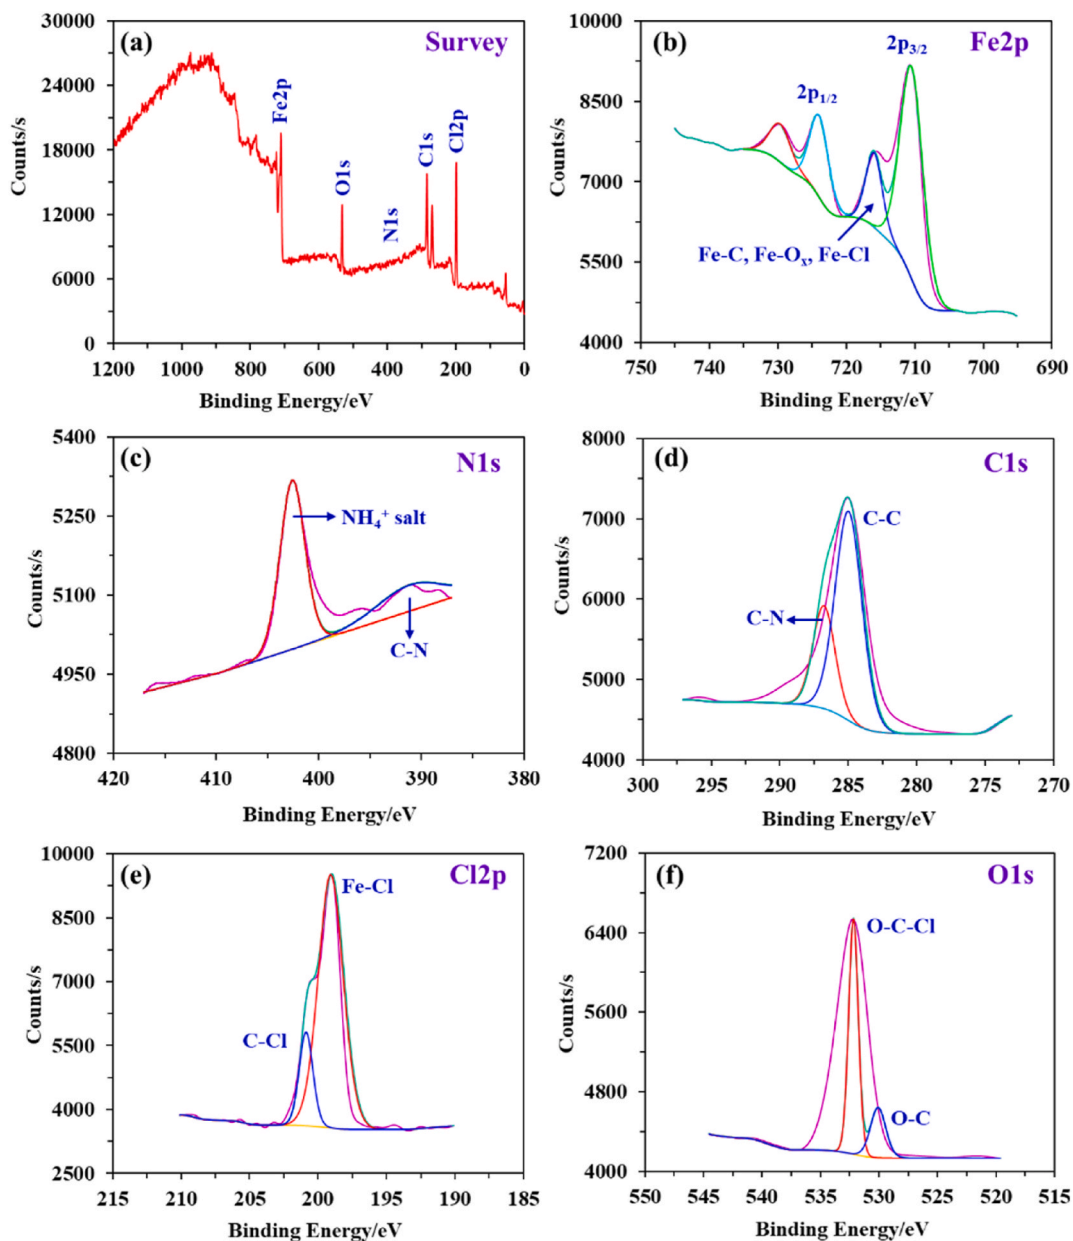 (a)
Survey
30000
24000
18000
12000
6000
0
Counts/s
Fe2p
O1s
N1s
C1s
Cl2p
1200 1000 800 600 400 200 0
Binding Energy/eV
(b)
Fe2p
10000
8500
7000
5500
4000
Counts/s
2p3/2
2p1/2
Fe-C, Fe-Ox, Fe-Cl
750 740 730 720 710 700 690
Binding Energy/eV
(c)
N1s
5400
5250
5100
4950
4800
Counts/s
NH4+ salt
C-N
420 410 400 390 380
Binding Energy/eV
(d)
C1s
8000
7000
6000
5000
4000
Counts/s
C-C
C-N
300 295 290 285 280 275 270
Binding Energy/eV
(e)
Cl2p
10000
8500
7000
5500
4000
2500
Counts/s
Fe-Cl
C-Cl
215 210 205 200 195 190 185
Binding Energy/eV
(f)
O1s
7200
6400
5600
4800
4000
Counts/s
O-C-Cl
O-C
550 545 540 535 530 525 520 515
Binding Energy/eV